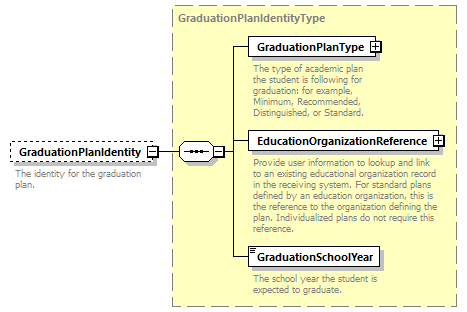 GraduationPlanIdentityType
GraduationPlanType
The type of academic plan
the student is following for
graduation: for example,
Minimum, Recommended,
Distinguished, or Standard.
GraduationPlanIdentity
The identity for the graduation
plan.
EducationOrganizationReference
Provide user information to lookup and link
to an existing educational organization record
in the receiving system. For standard plans
defined by an education organization, this is
the reference to the organization defining the
plan. Individualized plans do not require this
reference.
GraduationSchoolYear
The school year the student is
expected to graduate.